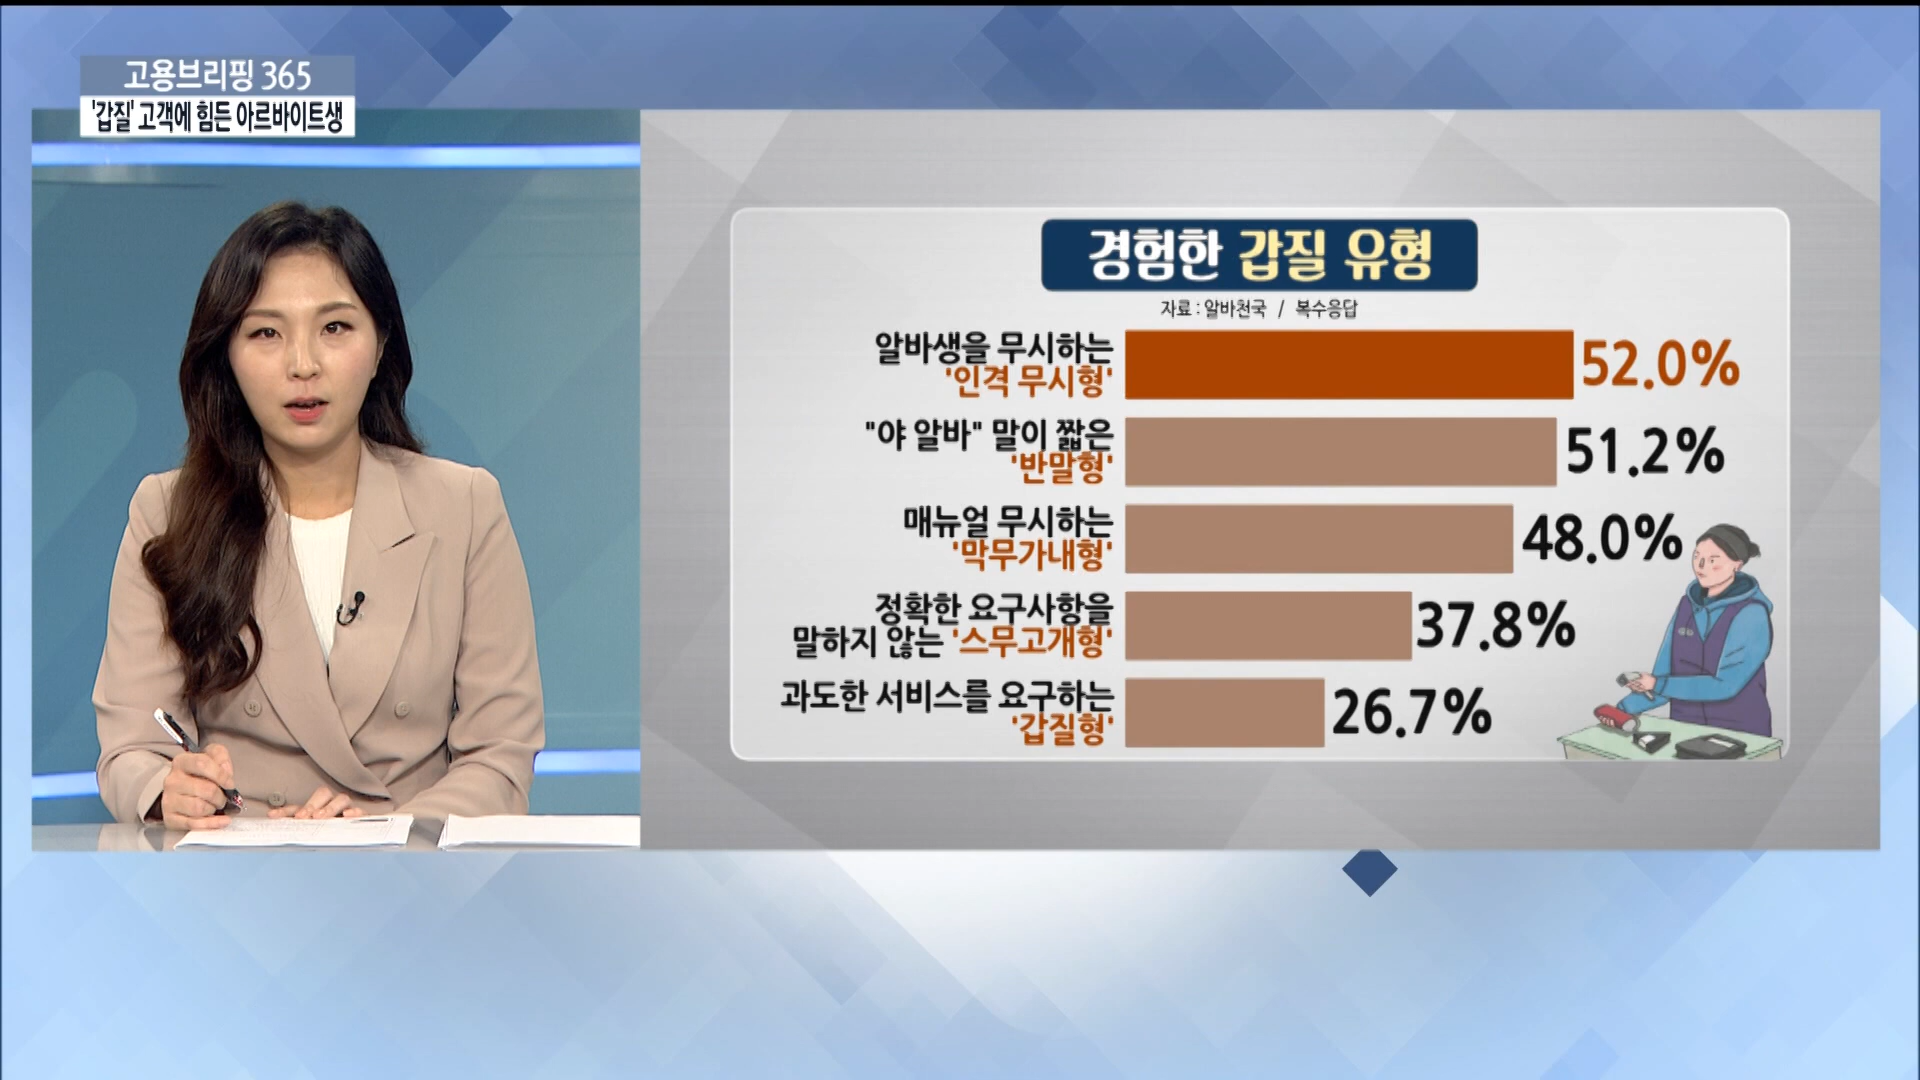 고용브리핑 365
'갑질' 고객에 힘든 아르바이트생
경험한 갑질 유형
자료 : 알바천국 / 복수응답
알바생을 무시하는
'인격 무시형'
52.0%
"야 알바" 말이 짧은
'반말형'
51.2%
매뉴얼 무시하는
'막무가내형'
48.0%
정확한 요구사항을
말하지 않는 '스무고개형'
37.8%
과도한 서비스를 요구하는
'갑질형'
26.7%